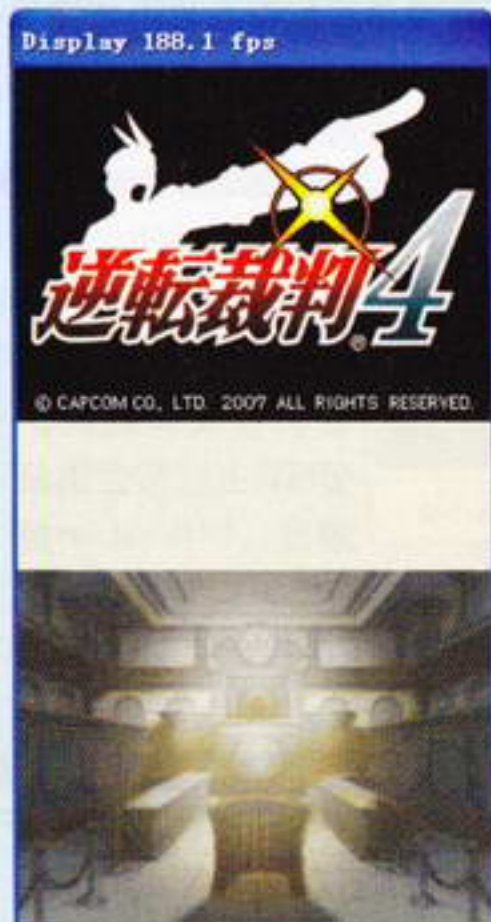 Display 188.1 fps
逆転裁判4
®
© CAPCOM CO., LTD. 2007 ALL RIGHTS RESERVED.